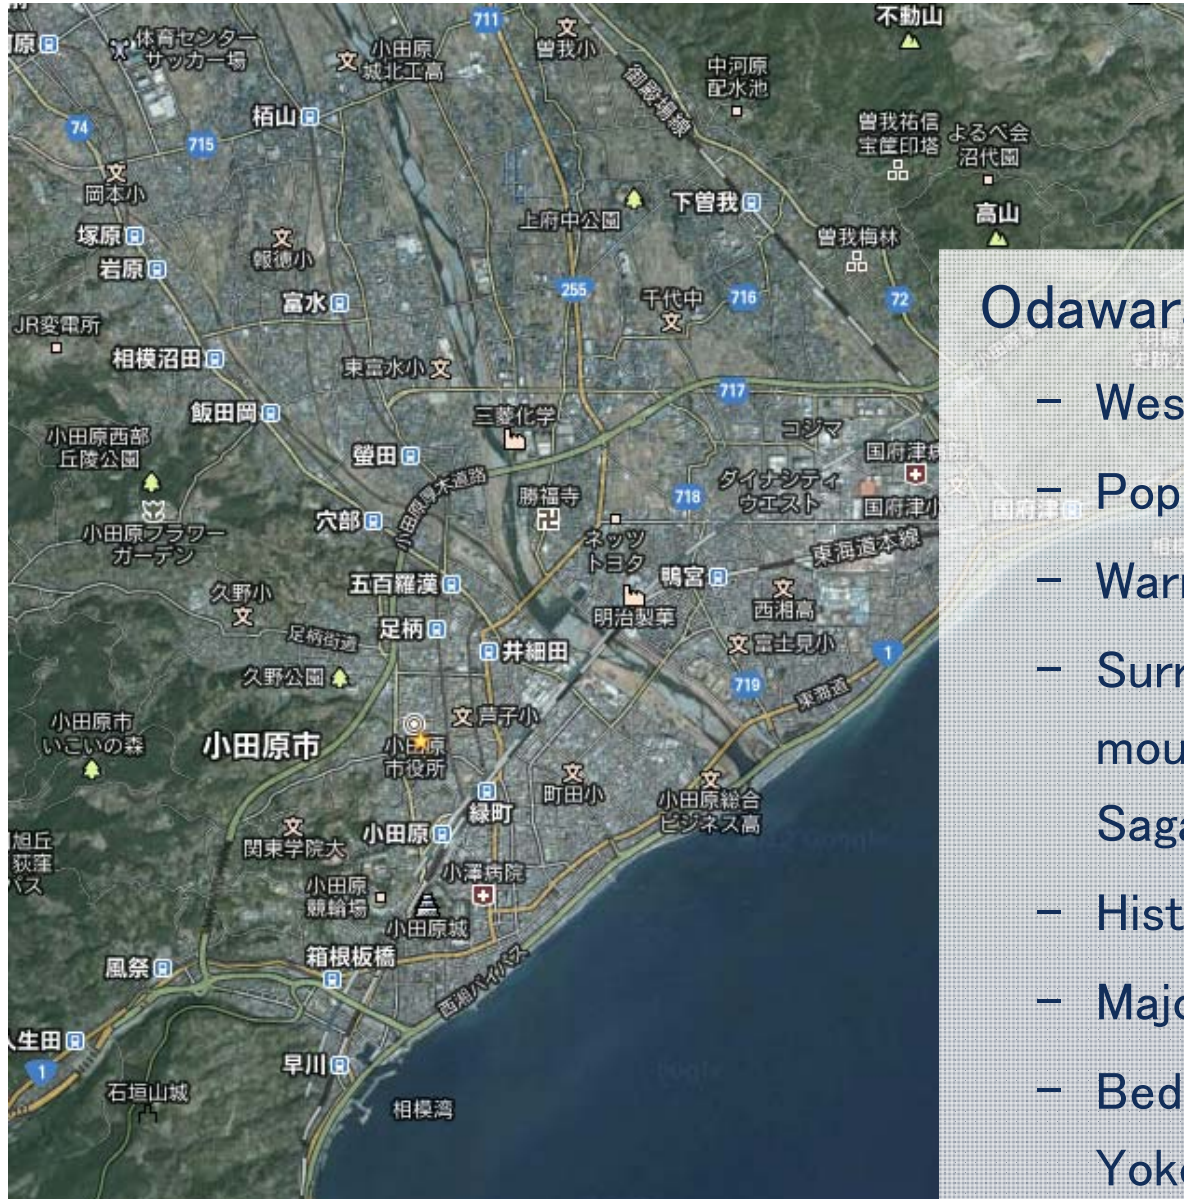 711
不動山
原
体育センター
サッカー場
小田原
城北工高
曽我小
中河原
配水池
御殿場線
栢山
74
715
曽我祐信
宝筐印塔
よるべ会
沼代園
岡本小
上府中公園
下曽我
高山
塚原
報徳小
曽我梅林
岩原
255
千代中
716
72
富水
Odawar
JR変電所
相模沼田
東富水小
717
Wes
飯田岡
三菱化学
コジマ
小田原西部
丘陵公園
螢田
国府津病
小田原厚木道路
ダイナシティ
ウエスト
718
勝福寺
国府津小
国府津
– Pop
穴部
小田原フラワー
ガーデン
ネッツ
トヨタ
東海道本線
五百羅漢
鴨宮
– War
久野小
明治製菓
西湘高
足柄街道
足柄
井細田
富士見小
1
– Surr
久野公園
719
東海道
小田原市
いこいの森
芦子小
小田原市
小田原
市役所
mou
町田小
小田原総合
ビジネス高
緑町
関東学院大
小田原
Saga
旭丘
荻窪
パス
小田原
競輪場
小澤病院
小田原城
– Hist
風祭
箱根板橋
西湘バイパス
– Majo
入生田
1
早川
石垣山城
相模湾
– Bed
Yok